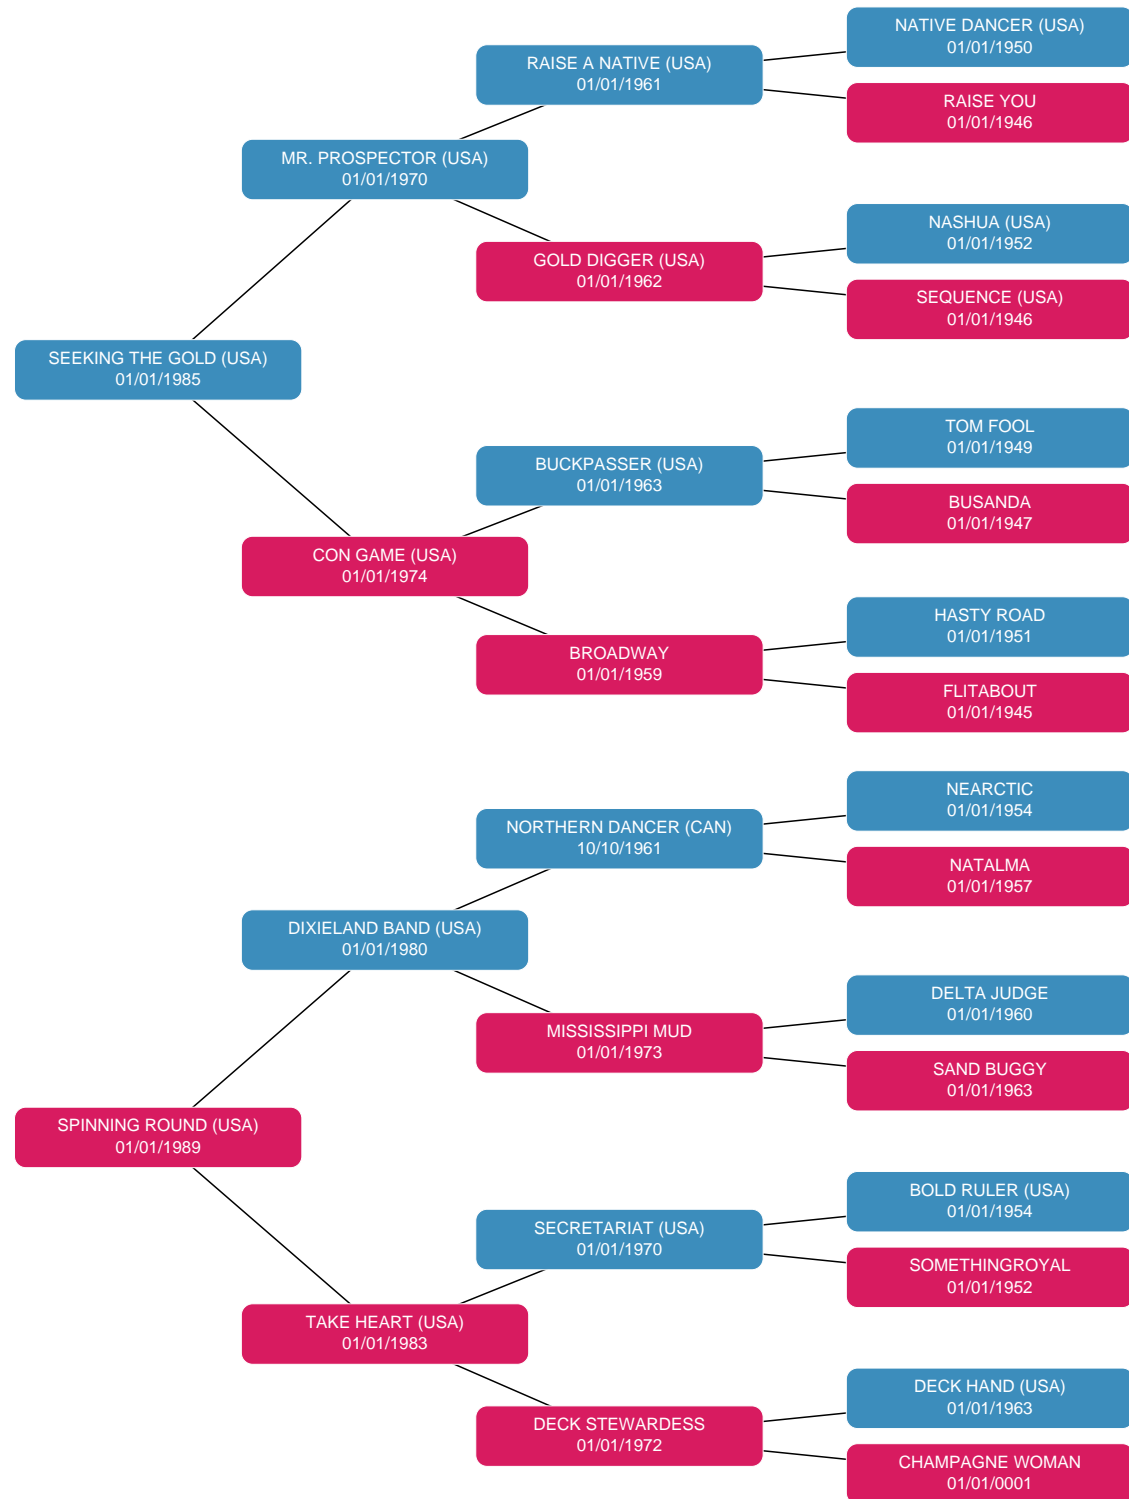 NATIVE DANCER (USA)
01/01/1950
RAISE A NATIVE (USA)
01/01/1961
RAISE YOU
01/01/1946
MR. PROSPECTOR (USA)
01/01/1970
NASHUA (USA)
01/01/1952
GOLD DIGGER (USA)
01/01/1962
SEQUENCE (USA)
01/01/1946
SEEKING THE GOLD (USA)
01/01/1985
TOM FOOL
01/01/1949
BUCKPASSER (USA)
01/01/1963
BUSANDA
01/01/1947
CON GAME (USA)
01/01/1974
HASTY ROAD
01/01/1951
BROADWAY
01/01/1959
FLITABOUT
01/01/1945
NEARCTIC
01/01/1954
NORTHERN DANCER (CAN)
10/10/1961
NATALMA
01/01/1957
DIXIELAND BAND (USA)
01/01/1980
DELTA JUDGE
01/01/1960
MISSISSIPPI MUD
01/01/1973
SAND BUGGY
01/01/1963
SPINNING ROUND (USA)
01/01/1989
BOLD RULER (USA)
01/01/1954
SECRETARIAT (USA)
01/01/1970
SOMETHINGROYAL
01/01/1952
TAKE HEART (USA)
01/01/1983
DECK HAND (USA)
01/01/1963
DECK STEWARDESS
01/01/1972
CHAMPAGNE WOMAN
01/01/0001